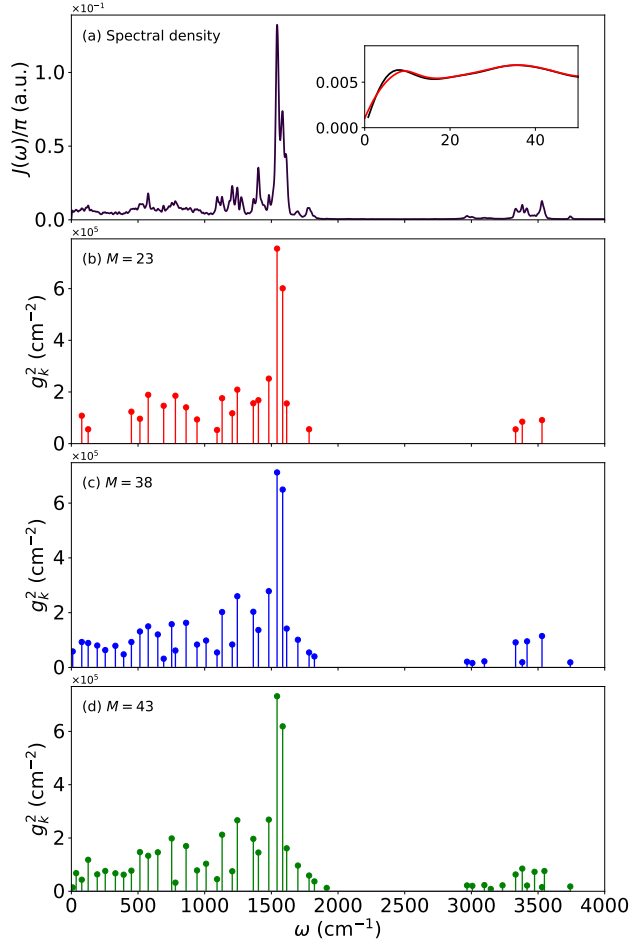 ×10⁻¹
(a) Spectral density
J(ω)/π (a.u.)
1.0
0.5
0.0
0.005
0.000
0 20 40
×10⁵
(b) M = 23
g²ₖ (cm⁻²)
6
4
2
0
×10⁵
(c) M = 38
g²ₖ (cm⁻²)
6
4
2
0
×10⁵
(d) M = 43
g²ₖ (cm⁻²)
6
4
2
0
0 500 1000 1500 2000 2500 3000 3500 4000
ω (cm⁻¹)